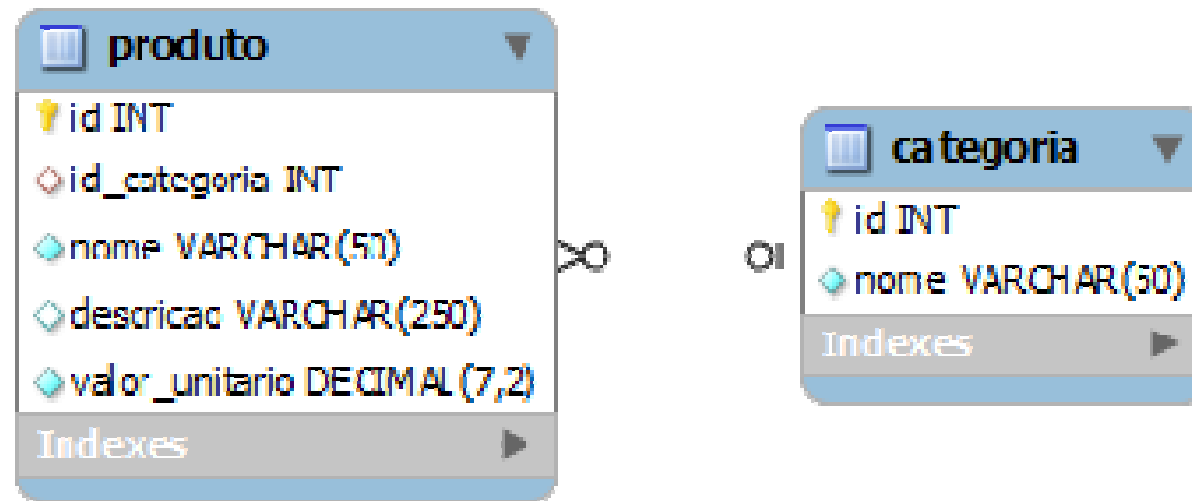 produto
id INT
id_categoria INT
nome VARCHAR(50)
descricao VARCHAR(250)
valor_unitario DECIMAL(7,2)
Indexes
categoria
id INT
nome VARCHAR(50)
Indexes